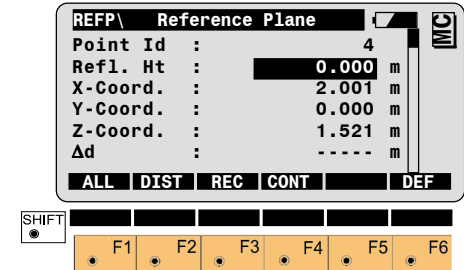 REFP\ Reference Plane MC
Point Id : 4
Refl. Ht : 0.000 m
X-Coord. : 2.001 m
Y-Coord. : 0.000 m
Z-Coord. : 1.521 m
Δd : ----- m
ALL DIST REC CONT DEF
SHIFT
F1 F2 F3 F4 F5 F6